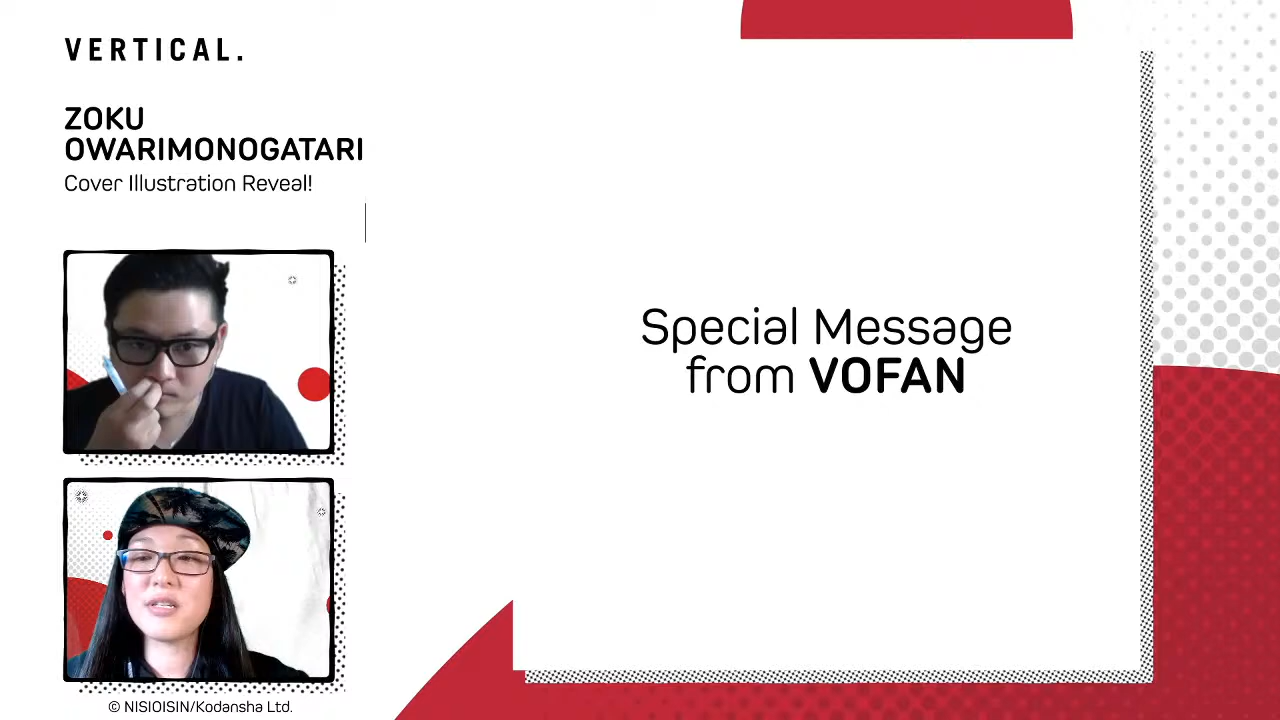 VERTICAL.
ZOKU
OWARIMONOGATARI
Cover Illustration Reveal!
Special Message
from VOFAN
© NISIOISIN/Kodansha Ltd.